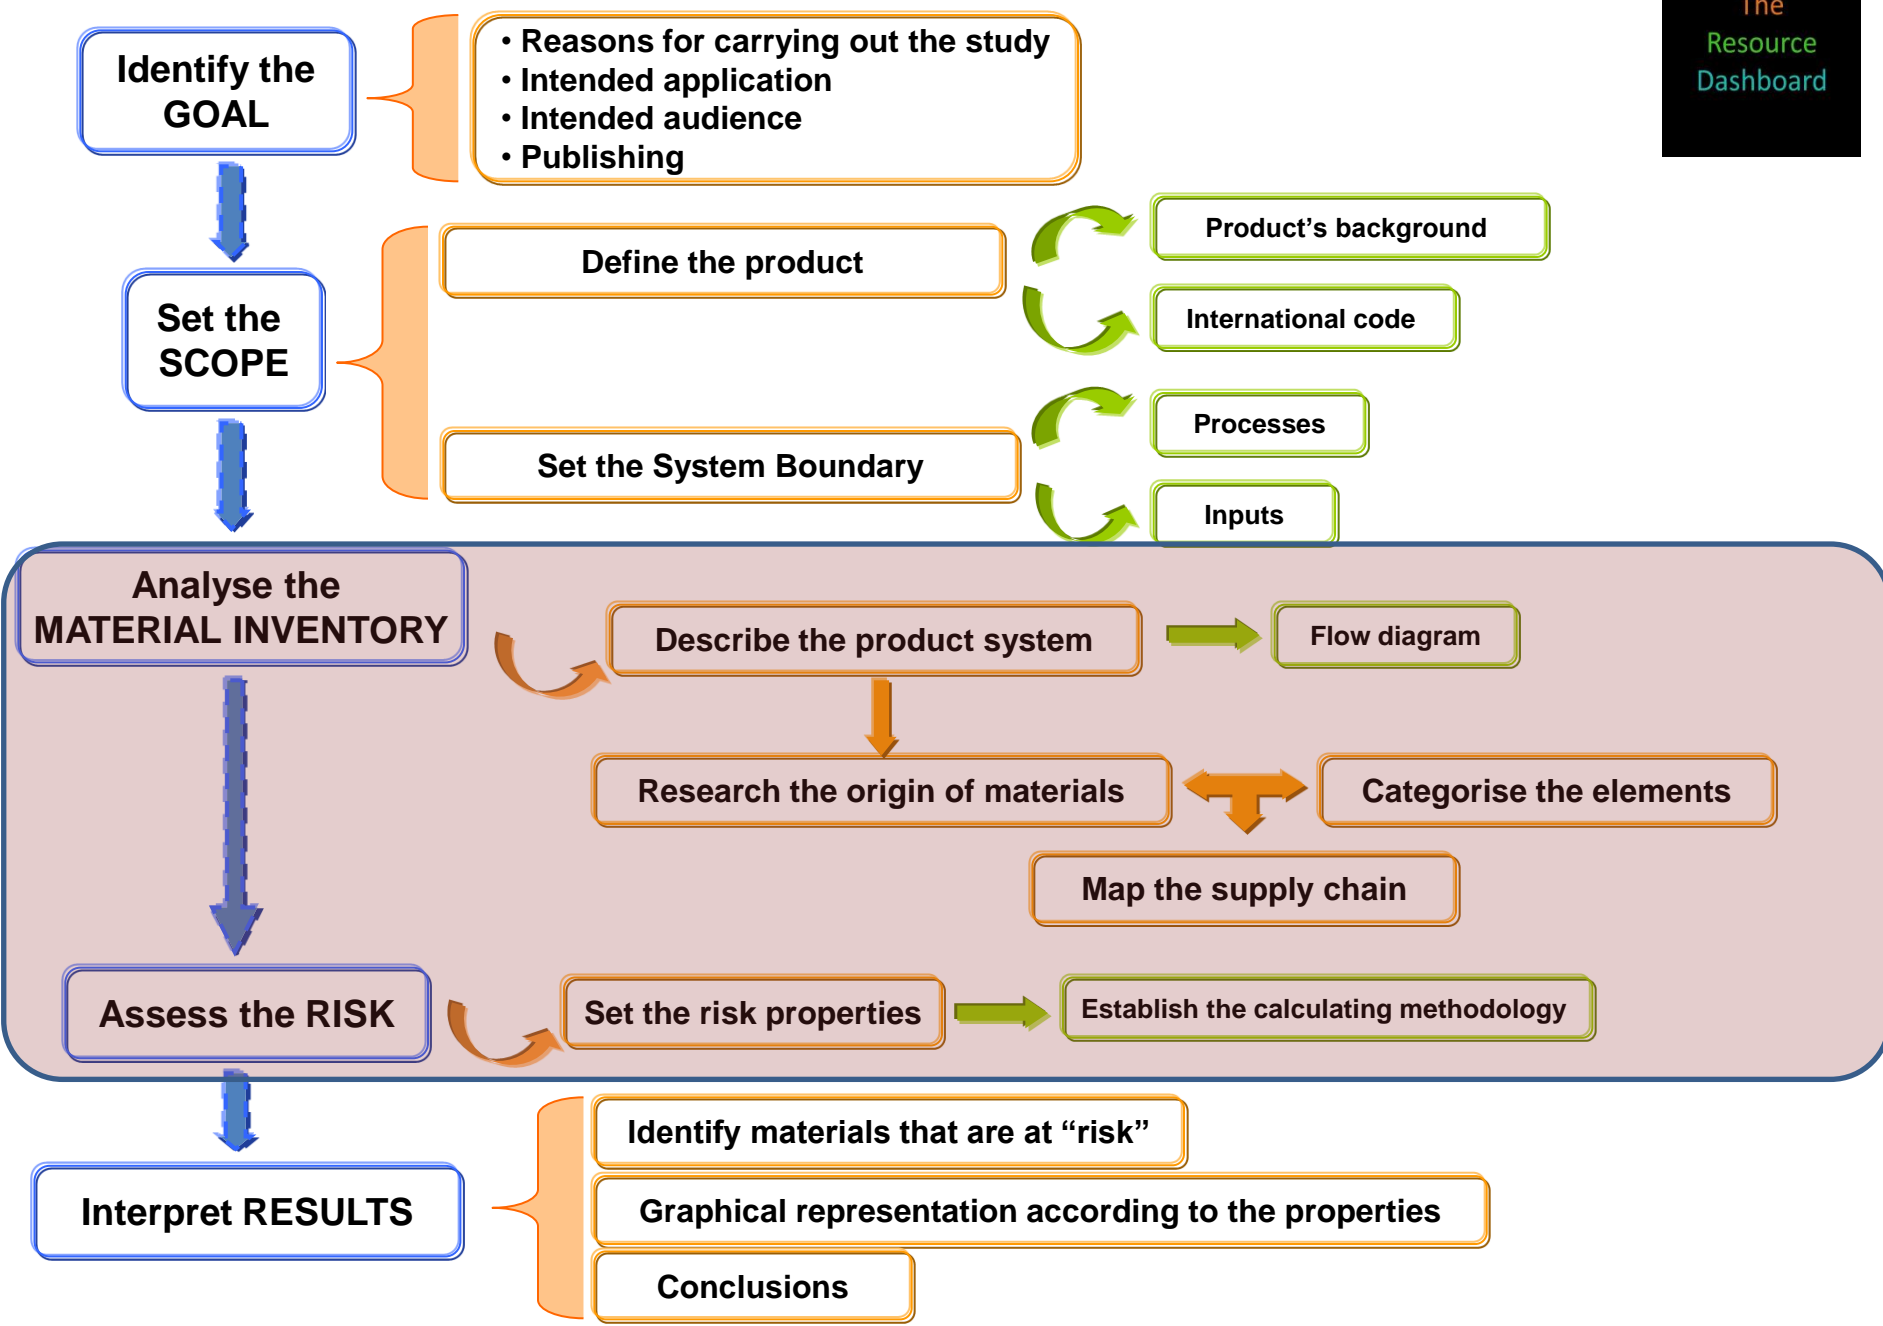 The
Resource
Dashboard
Identify the
GOAL
• Reasons for carrying out the study
• Intended application
• Intended audience
• Publishing
Set the
SCOPE
Define the product
Product's background
International code
Set the System Boundary
Processes
Inputs
Analyse the
MATERIAL INVENTORY
Describe the product system
Flow diagram
Research the origin of materials
Categorise the elements
Map the supply chain
Assess the RISK
Set the risk properties
Establish the calculating methodology
Interpret RESULTS
Identify materials that are at “risk”
Graphical representation according to the properties
Conclusions